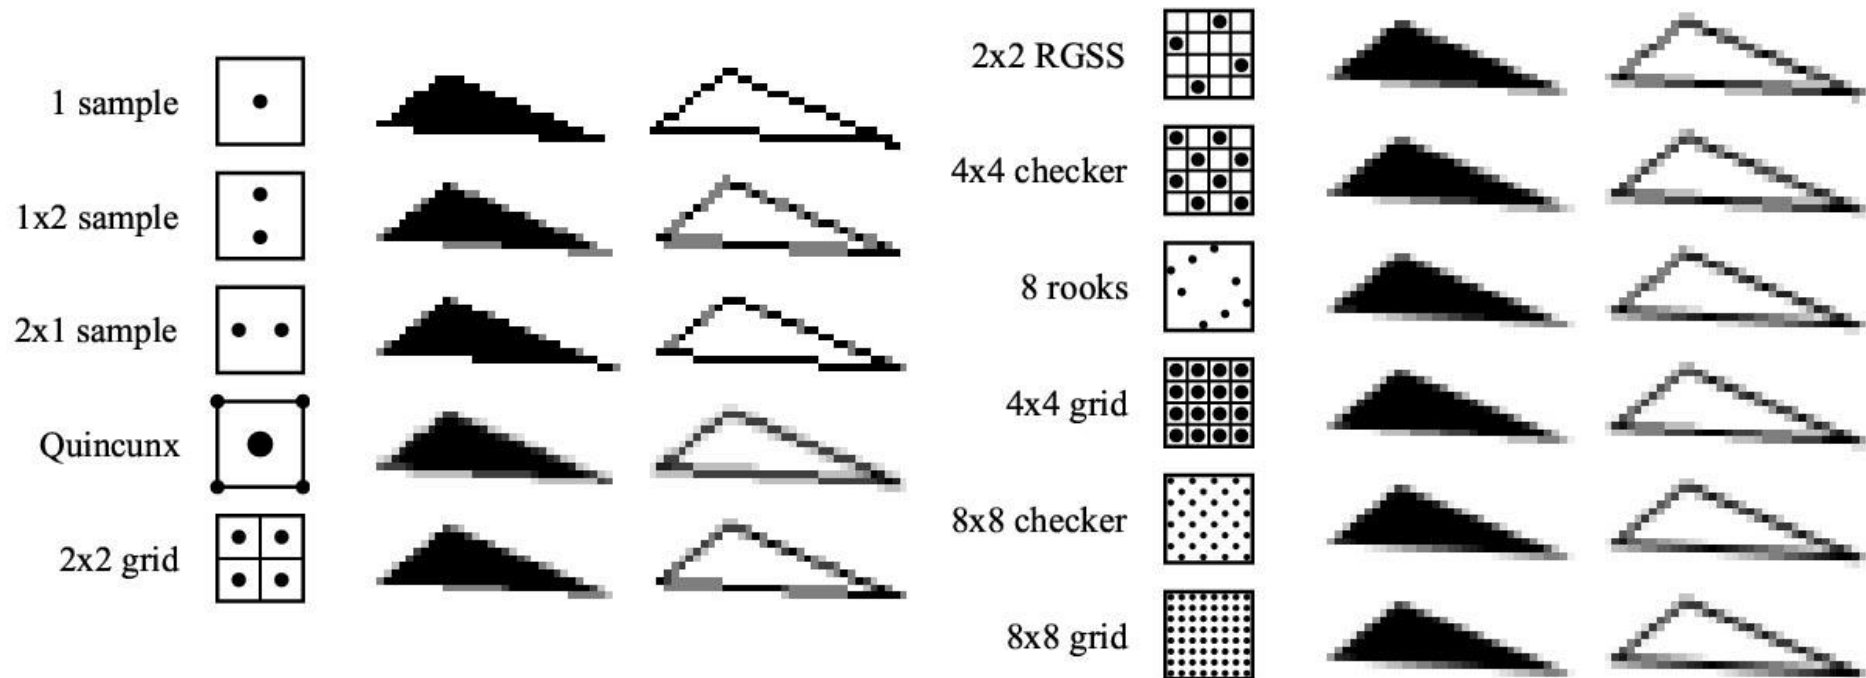 1 sample
1x2 sample
2x1 sample
Quincunx
2x2 grid
2x2 RGSS
4x4 checker
8 rooks
4x4 grid
8x8 checker
8x8 grid